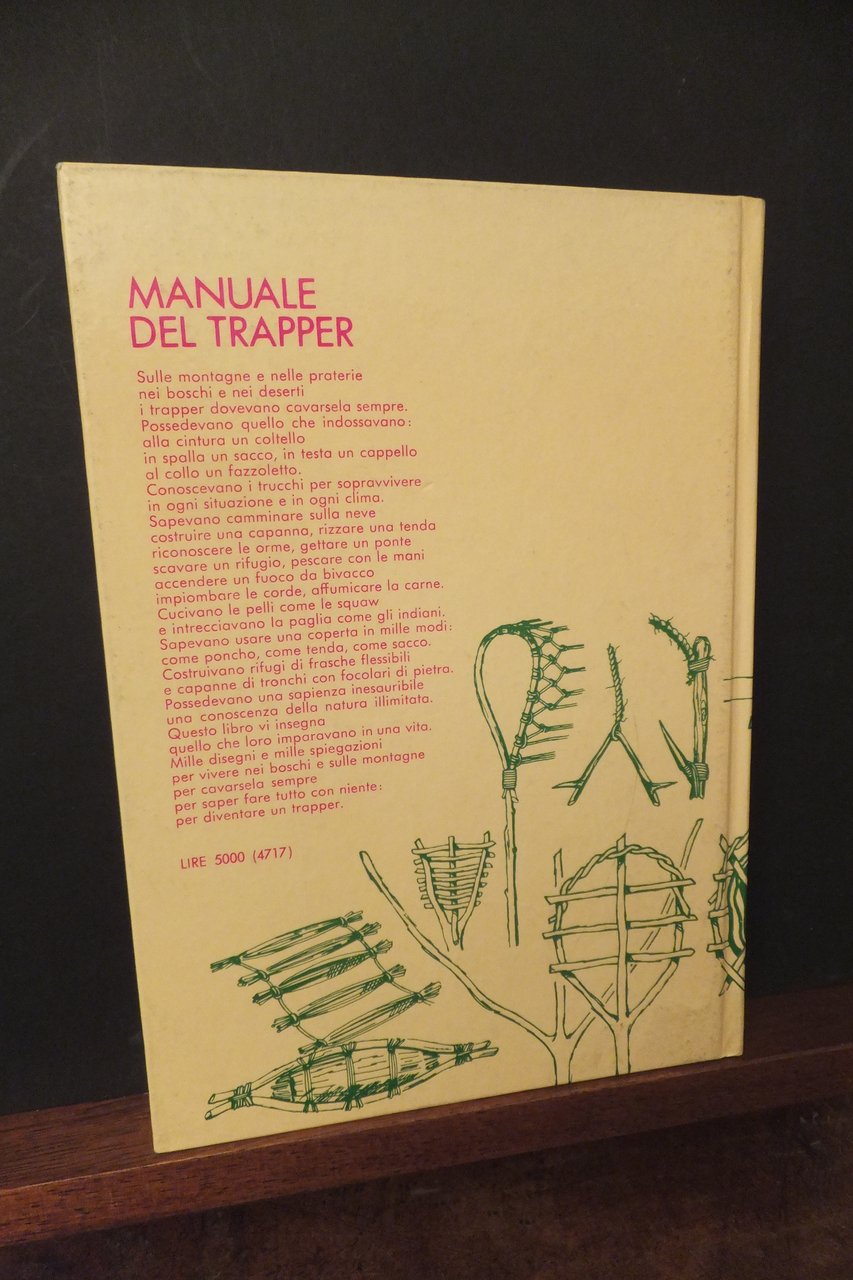 MANUALE
DEL TRAPPER
Sulle montagne e nelle praterie
nei boschi e nei deserti
i trapper dovevano cavarsela sempre.
Possedevano quello che indossavano:
alla cintura un coltello
in spalla un sacco, in testa un cappello
al collo un fazzoletto.
Conoscevano i trucchi per sopravvivere
in ogni situazione e in ogni clima.
Sapevano camminare sulla neve
costruire una capanna, rizzare una tenda
riconoscere le orme, gettare un ponte
scavare un rifugio, pescare con le mani
accendere un fuoco da bivacco
impiombare le corde, affumicare la carne.
Cucivano le pelli come le squaw
e intrecciavano la paglia come gli indiani.
Sapevano usare una coperta in mille modi:
come poncho, come tenda, come sacco.
Costruivano rifugi di frasche flessibili
e capanne di tronchi con focolari di pietra.
Possedevano una sapienza inesauribile
una conoscenza della natura illimitata.
Questo libro vi insegna
quello che loro imparavano in una vita.
Mille disegni e mille spiegazioni
per vivere nei boschi e sulle montagne
per cavarsela sempre
per saper fare tutto con niente:
per diventare un trapper.
LIRE 5000 (4717)